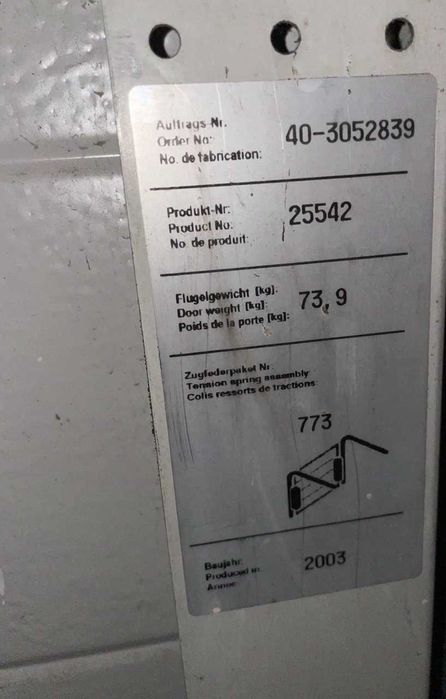 Auftrags-Nr.
Order No:
No. de fabrication:
40-3052839
Produkt-Nr:
Product No:
No. de produit:
25542
Flügelgewicht [kg]:
Door weight [kg]:
Poids de la porte [kg]:
73,9
Zugfederpaket Nr.
Tension spring assembly
Colis ressorts de tractions
773
Baujahr:
Produced in:
Annee:
2003